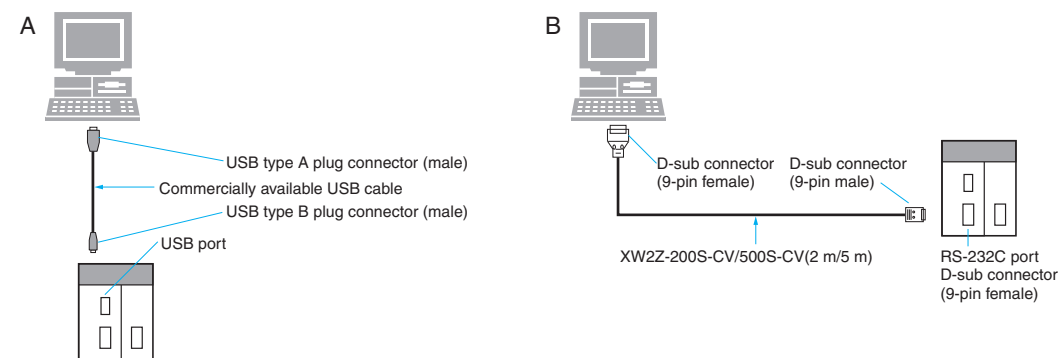 A
USB type A plug connector (male)
Commercially available USB cable
USB type B plug connector (male)
USB port
B
D-sub connector
(9-pin female)
D-sub connector
(9-pin male)
XW2Z-200S-CV/500S-CV(2 m/5 m)
RS-232C port
D-sub connector
(9-pin female)